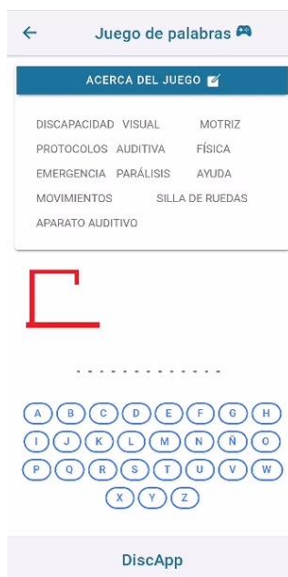 Juego de palabras
ACERCA DEL JUEGO
DISCAPACIDAD VISUAL MOTRIZ
PROTOCOLOS AUDITIVA FÍSICA
EMERGENCIA PARÁLISIS AYUDA
MOVIMIENTOS SILLA DE RUEDAS
APARATO AUDITIVO
- - - - - - - - - - - - -
A B C D E F G H
I J K L M N Ñ O
P Q R S T U V W
X Y Z
DiscApp